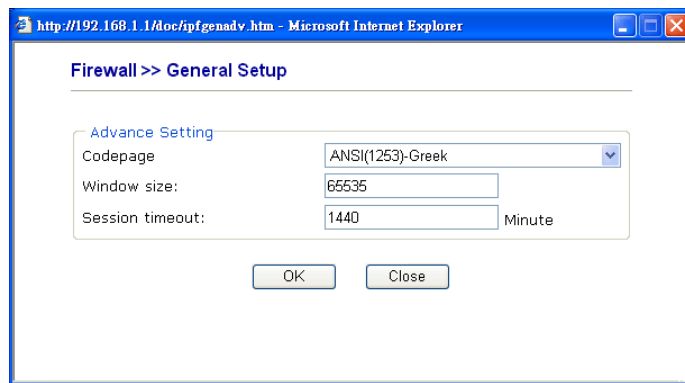 http://192.168.1.1/doc/ipfgenadv.htm - Microsoft Internet Explorer
Firewall >> General Setup
Advance Setting
Codepage ANSI(1253)-Greek
Window size: 65535
Session timeout: 1440 Minute
OK Close